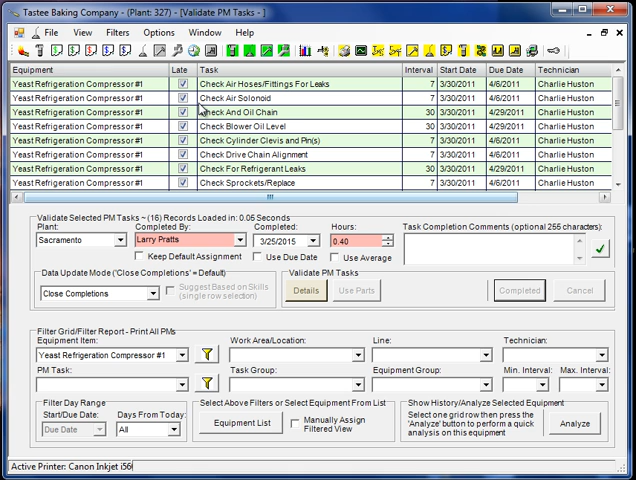 Tastee Baking Company - (Plant: 327) - [Validate PM Tasks - ]
File View Filters Options Window Help
Equipment Late Task Interval Start Date Due Date Technician
Yeast Refrigeration Compressor #1 Check Air Hoses/Fittings For Leaks 7 3/30/2011 4/6/2011 Charlie Huston
Yeast Refrigeration Compressor #1 Check Air Solonoid 7 3/30/2011 4/6/2011 Charlie Huston
Yeast Refrigeration Compressor #1 Check And Oil Chain 30 3/30/2011 4/29/2011 Charlie Huston
Yeast Refrigeration Compressor #1 Check Blower Oil Level 30 3/30/2011 4/29/2011 Charlie Huston
Yeast Refrigeration Compressor #1 Check Cylinder Clevis and Pin(s) 7 3/30/2011 4/6/2011 Charlie Huston
Yeast Refrigeration Compressor #1 Check Drive Chain Alignment 7 3/30/2011 4/6/2011 Charlie Huston
Yeast Refrigeration Compressor #1 Check For Refrigerant Leaks 30 3/30/2011 4/29/2011 Charlie Huston
Yeast Refrigeration Compressor #1 Check Sprockets/Replace 7 3/30/2011 4/6/2011 Charlie Huston
Validate Selected PM Tasks ~ (16) Records Loaded in: 0.06 Seconds
Plant: Completed By: Completed: Hours: Task Completion Comments (optional 255 characters):
Sacramento Larry Pratts 3/25/2015 0.40
Keep Default Assignment Use Due Date Use Average
Data Update Mode ('Close Completions' = Default) Validate PM Tasks
Close Completions Suggest Based on Skills (single row selection) Details Use Parts Completed Cancel
Filter Grid/Filter Report - Print All PMs
Equipment Item: Work Area/Location: Line: Technician:
Yeast Refrigeration Compressor #1
PM Task: Task Group: Equipment Group: Min. Interval: Max. Interval:
Filter Day Range Select Above Filters or Select Equipment From List Show History/Analyze Selected Equipment
Start/Due Date: Days From Today:
Due Date All Equipment List Manually Assign Filtered View Select one grid row then press the 'Analyze' button to perform a quick analysis on this equipment Analyze
Active Printer: Canon Inkjet i56